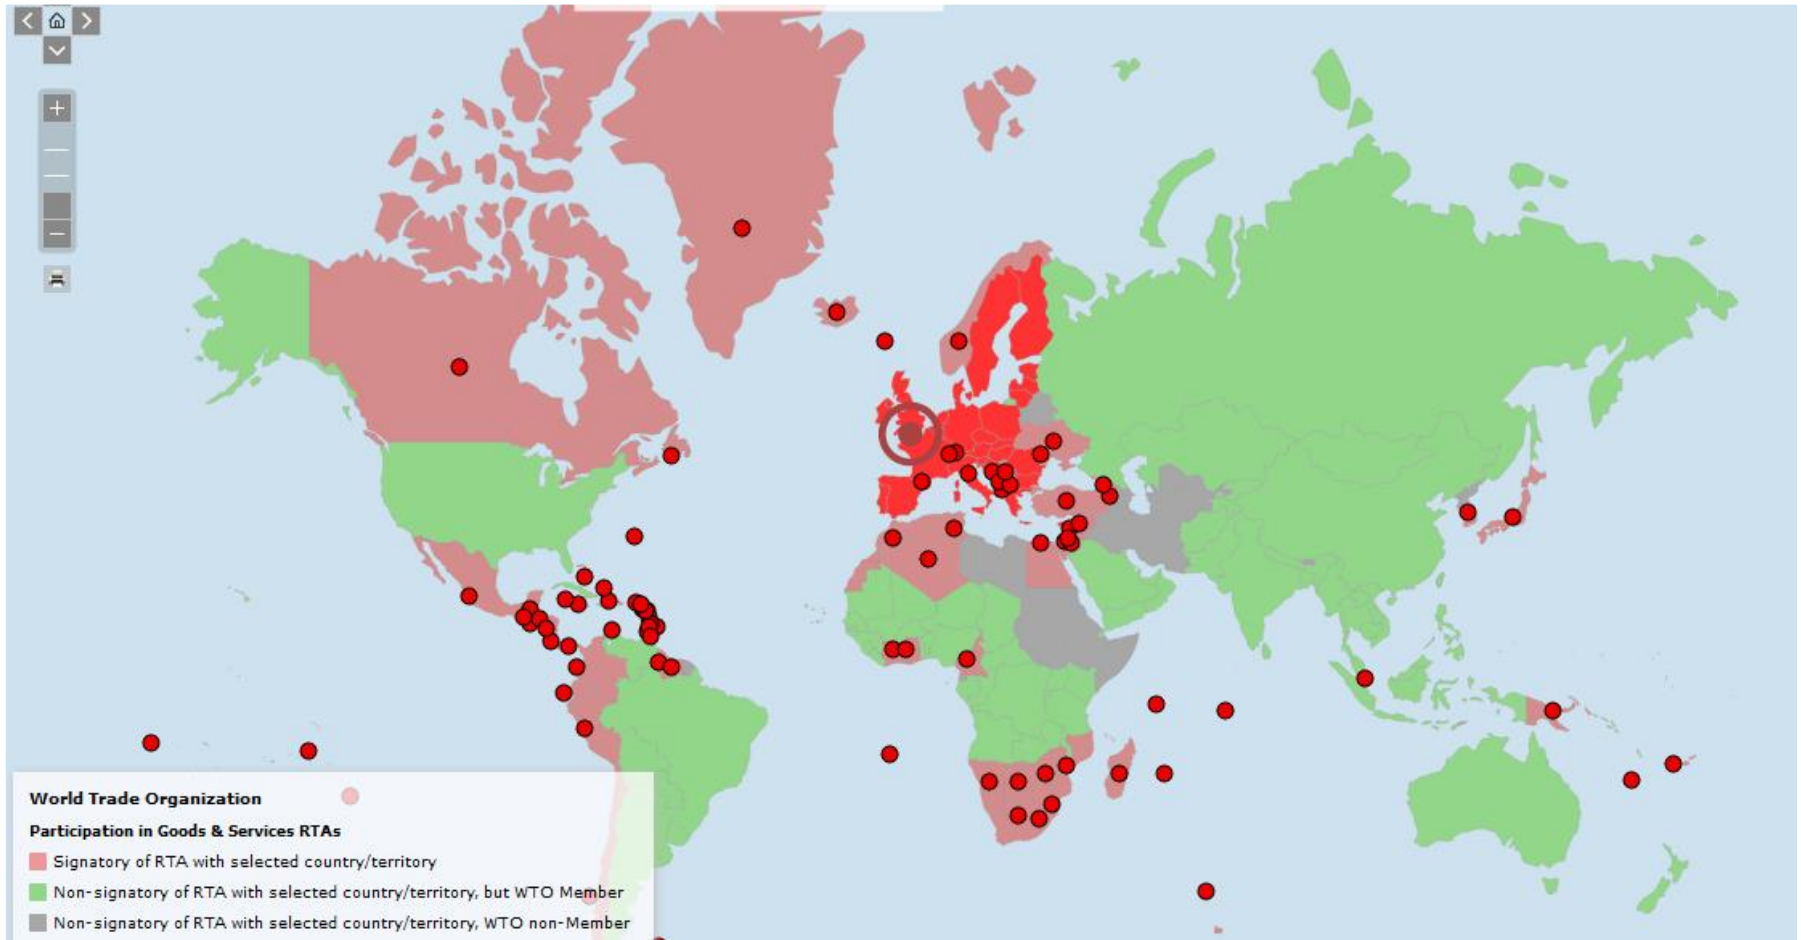 World Trade Organization
Participation in Goods & Services RTAs
Signatory of RTA with selected country/territory
Non-signatory of RTA with selected country/territory, but WTO Member
Non-signatory of RTA with selected country/territory, WTO non-Member